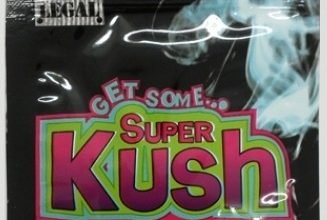 LEGAL!
GET SOME...
SUPER
Kush